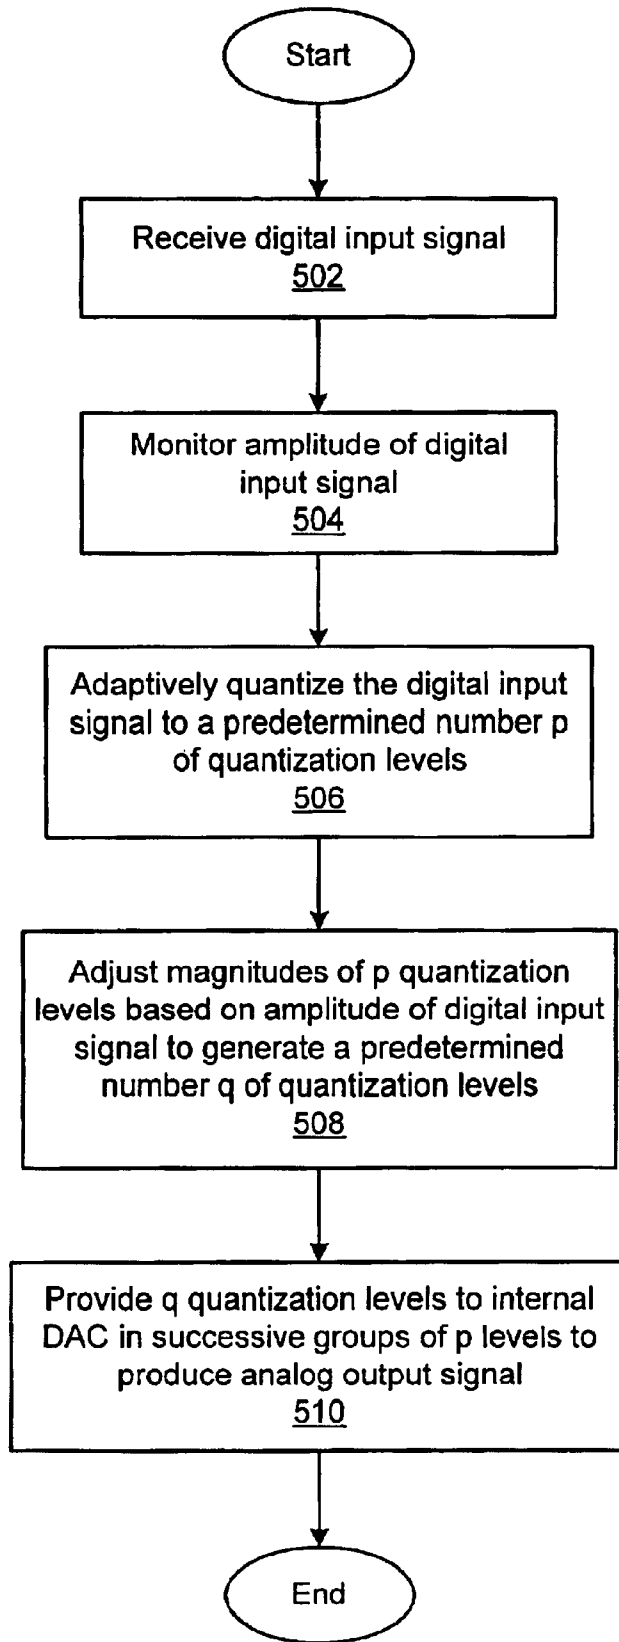 Start
Receive digital input signal
502
Monitor amplitude of digital
input signal
504
Adaptively quantize the digital input
signal to a predetermined number p
of quantization levels
506
Adjust magnitudes of p quantization
levels based on amplitude of digital input
signal to generate a predetermined
number q of quantization levels
508
Provide q quantization levels to internal
DAC in successive groups of p levels to
produce analog output signal
510
End